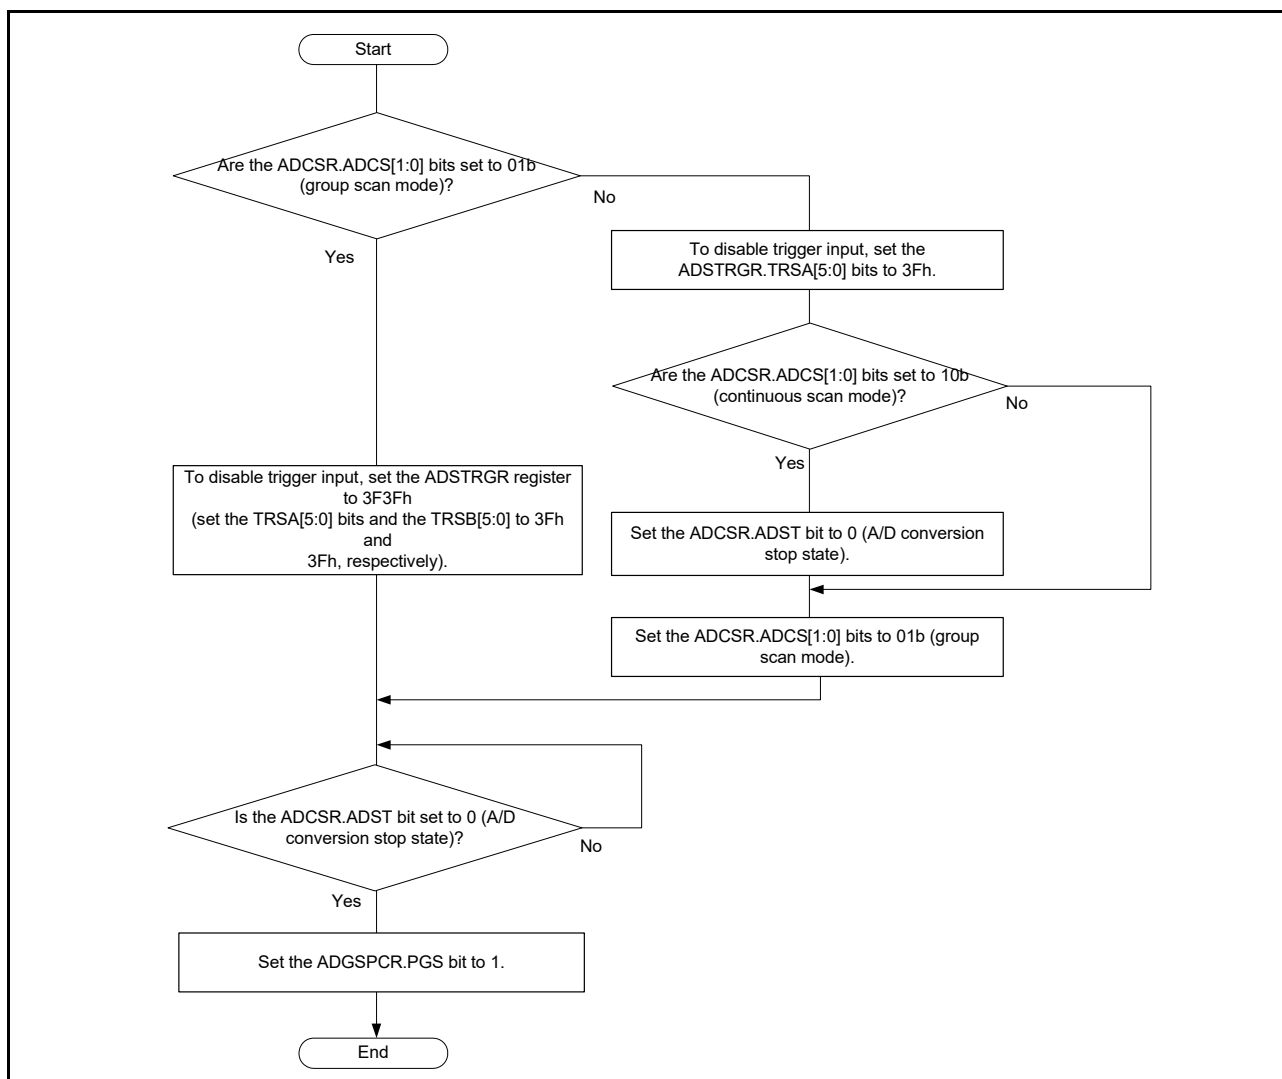 Start
Are the ADCSR.ADCS[1:0] bits set to 01b
(group scan mode)?
No
Yes
To disable trigger input, set the
ADSTRGR.TRSA[5:0] bits to 3Fh.
Are the ADCSR.ADCS[1:0] bits set to 10b
(continuous scan mode)?
No
Yes
To disable trigger input, set the ADSTRGR register
to 3F3Fh
(set the TRSA[5:0] bits and the TRSB[5:0] to 3Fh
and
3Fh, respectively).
Set the ADCSR.ADST bit to 0 (A/D conversion
stop state).
Set the ADCSR.ADCS[1:0] bits to 01b (group
scan mode).
Is the ADCSR.ADST bit set to 0 (A/D
conversion stop state)?
No
Yes
Set the ADGSPCR.PGS bit to 1.
End